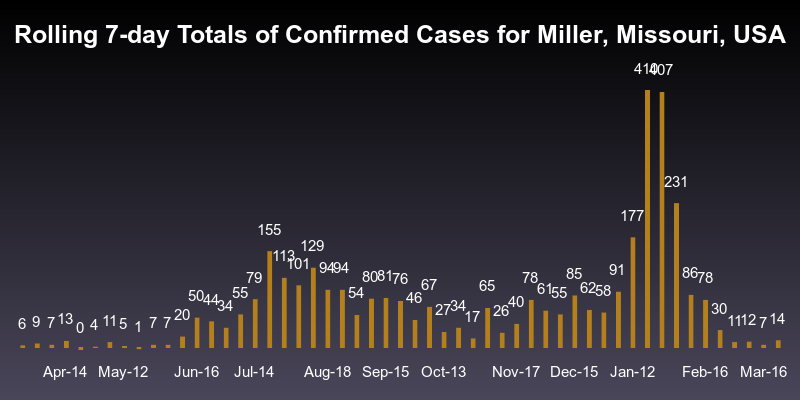 Rolling 7-day Totals of Confirmed Cases for Miller, Missouri, USA
6 9 7 13 0 4 11 5 1 7 7 20 50 44 34 55 79 155 113 101 129 94 94 54 80 81 76 46 67 27 34 17 65 26 40 78 61 55 85 62 58 91 177 410 407 231 86 78 30 11 12 7 14
Apr-14 May-12 Jun-16 Jul-14 Aug-18 Sep-15 Oct-13 Nov-17 Dec-15 Jan-12 Feb-16 Mar-16